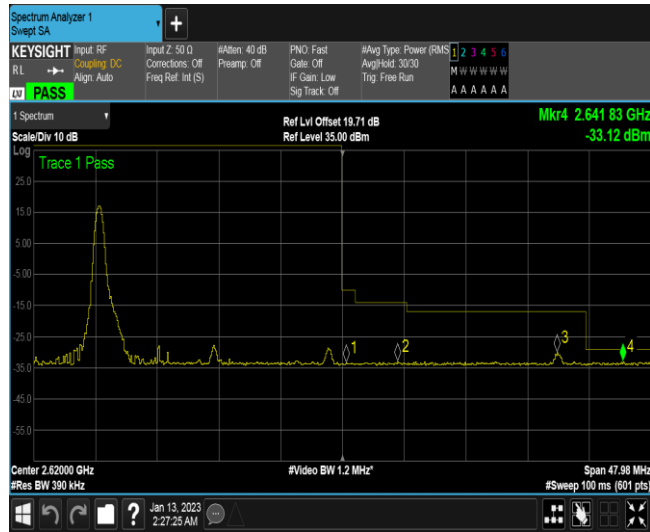 Spectrum Analyzer 1
Swept SA
+
KEYSIGHT Input: RF Input Z: 50 Ω #Atten: 40 dB PNO: Fast #Avg Type: Power (RMS 1 2 3 4 5 6
RL Coupling: DC Corrections: Off Preamp: Off Gate: Off Avg|Hold: 30/30 M W W W W W
Align: Auto Freq Ref: Int (S) IF Gain: Low Trig: Free Run
LXI PASS Sig Track: Off A A A A A A
1 Spectrum Ref Lvl Offset 19.71 dB Mkr4 2.641 83 GHz
Scale/Div 10 dB Ref Level 35.00 dBm -33.12 dBm
Log
Trace 1 Pass
25.0
15.0
5.00
-5.00
-15.0
-25.0
1 2 3 4
-35.0
-45.0
-55.0
Center 2.62000 GHz #Video BW 1.2 MHz* Span 47.98 MHz
#Res BW 390 kHz #Sweep 100 ms (601 pts)
? Jan 13, 2023
2:27:25 AM